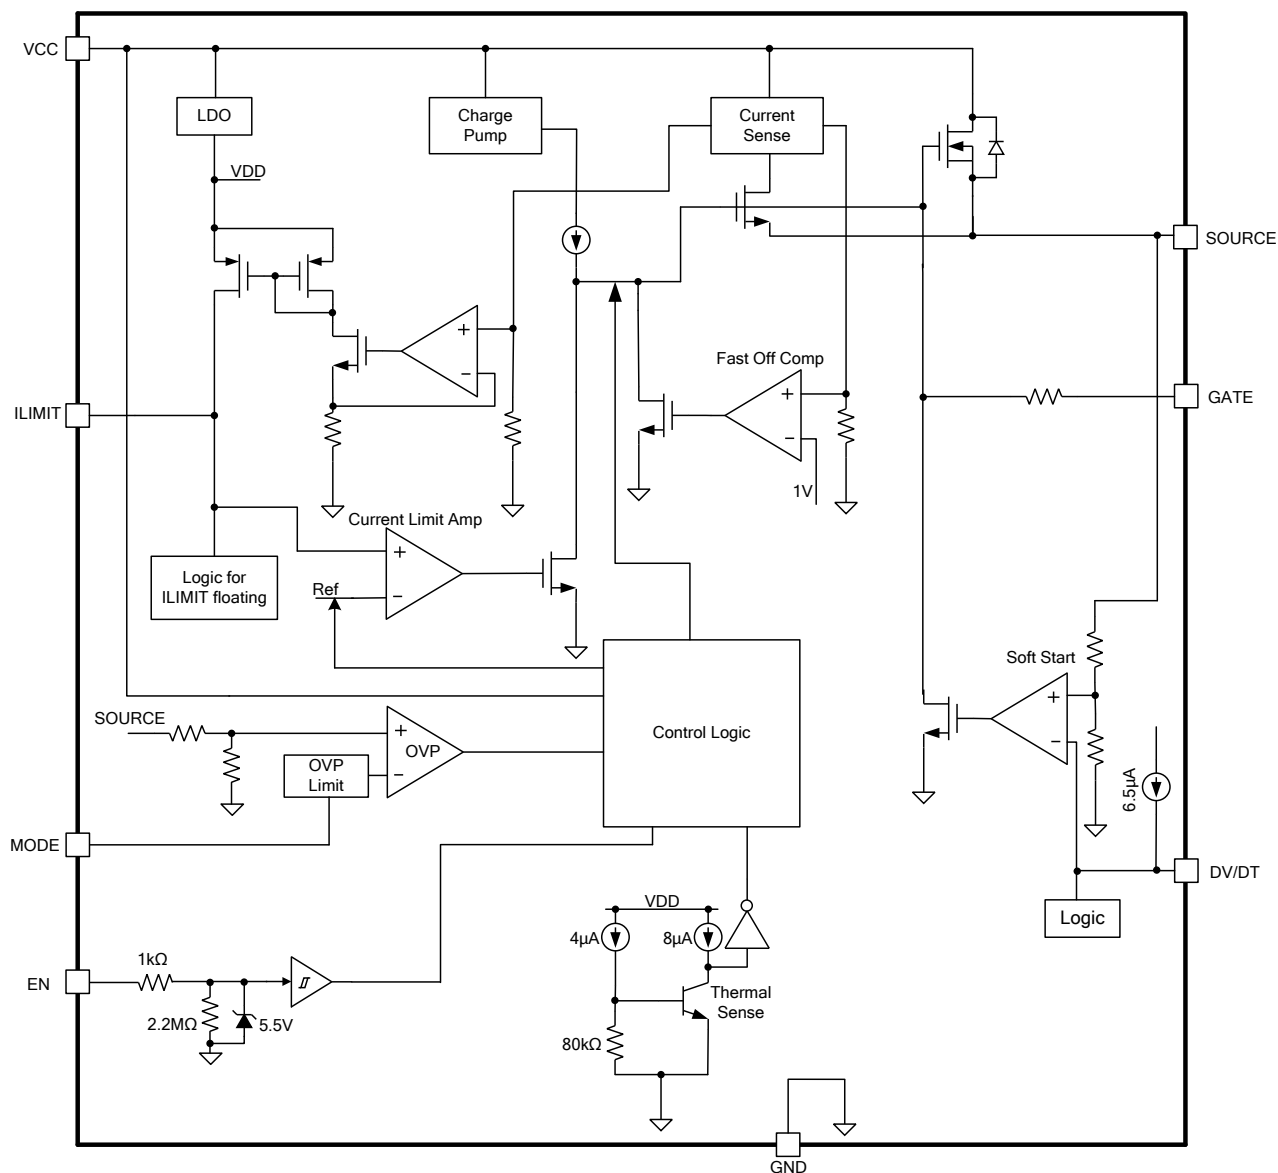 VCC
LDO
Charge
Pump
Current
Sense
VDD
SOURCE
Fast Off Comp
+
−
+
−
GATE
ILIMIT
1V
Current Limit Amp
+
−
Logic for
ILIMIT floating
Ref
Soft Start
+
−
SOURCE
+
−
OVP
OVP
Limit
Control Logic
6.5µA
MODE
DV/DT
Logic
VDD
4µA
8µA
1kΩ
EN
2.2MΩ
5.5V
Thermal
Sense
80kΩ
GND